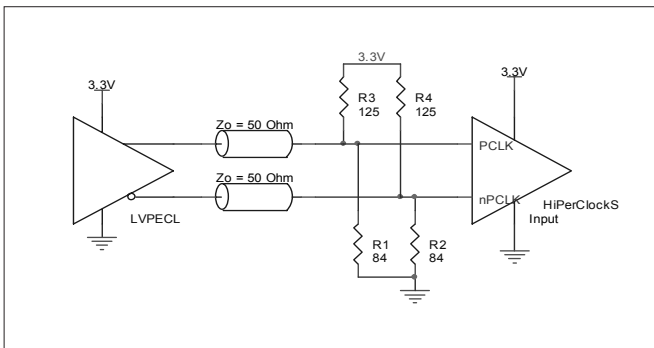 3.3V
3.3V
3.3V
R3
125
R4
125
Zo = 50 Ohm
PCLK
Zo = 50 Ohm
nPCLK
HiPerClockS
Input
LVPECL
R1
84
R2
84